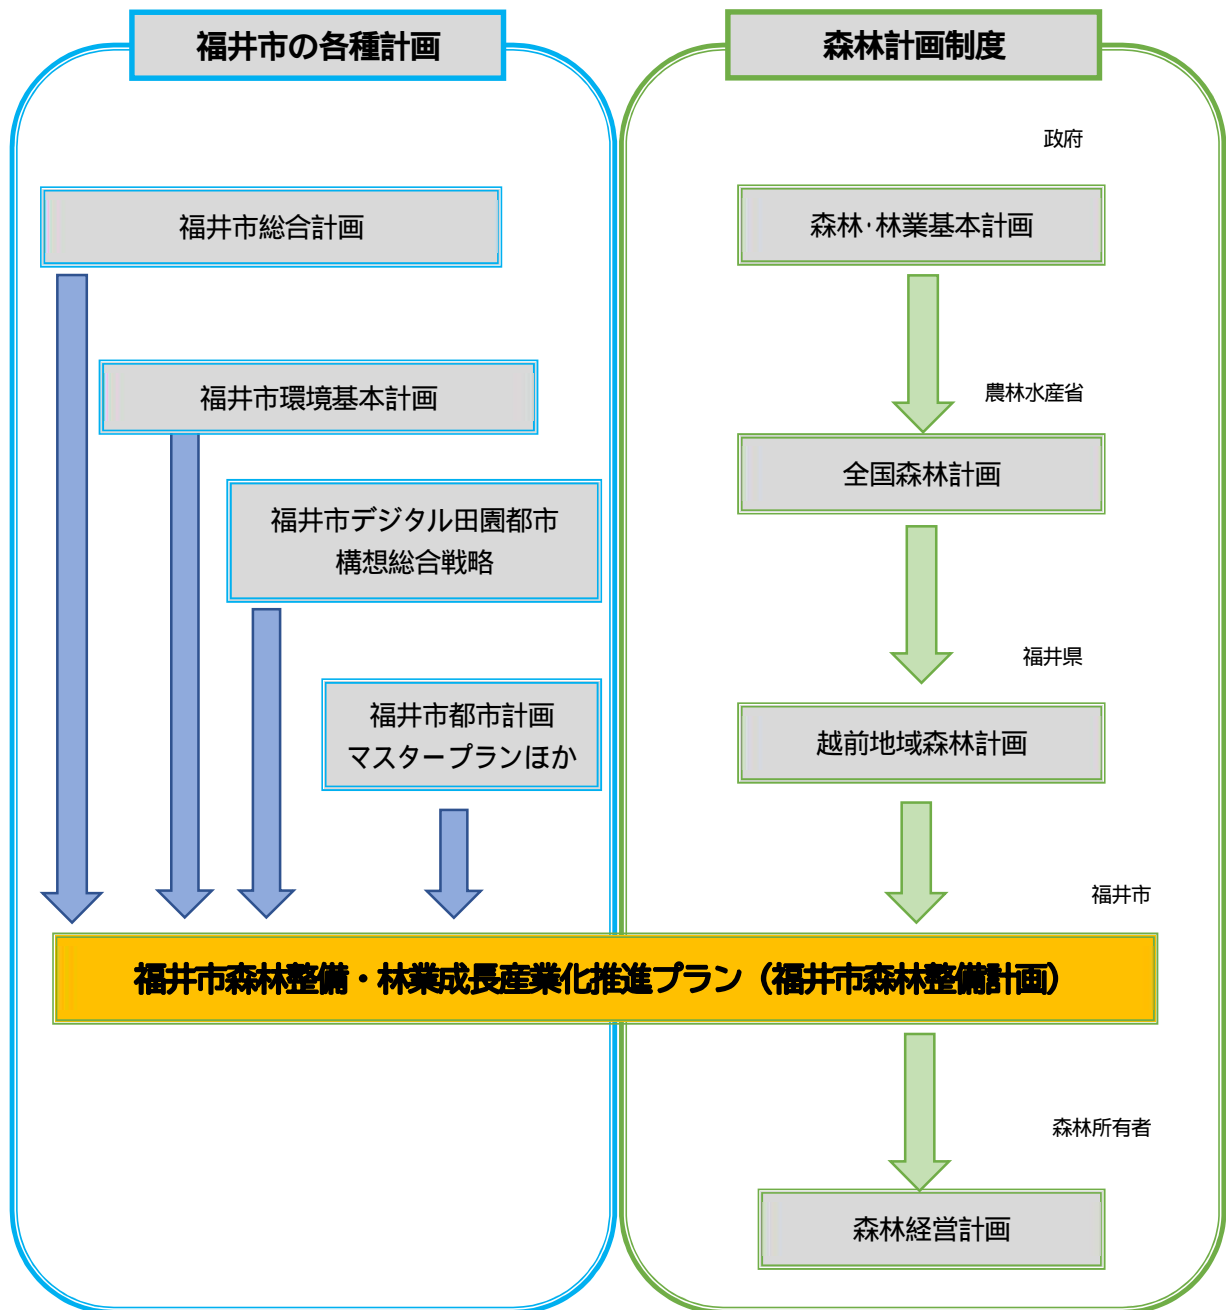 福井市の各種計画
福井市総合計画
福井市環境基本計画
福井市デジタル田園都市
構想総合戦略
福井市都市計画
マスタープランほか
森林計画制度
政府
森林・林業基本計画
農林水産省
全国森林計画
福井県
越前地域森林計画
福井市
福井市森林整備・林業成長産業化推進プラン（福井市森林整備計画）
森林所有者
森林経営計画